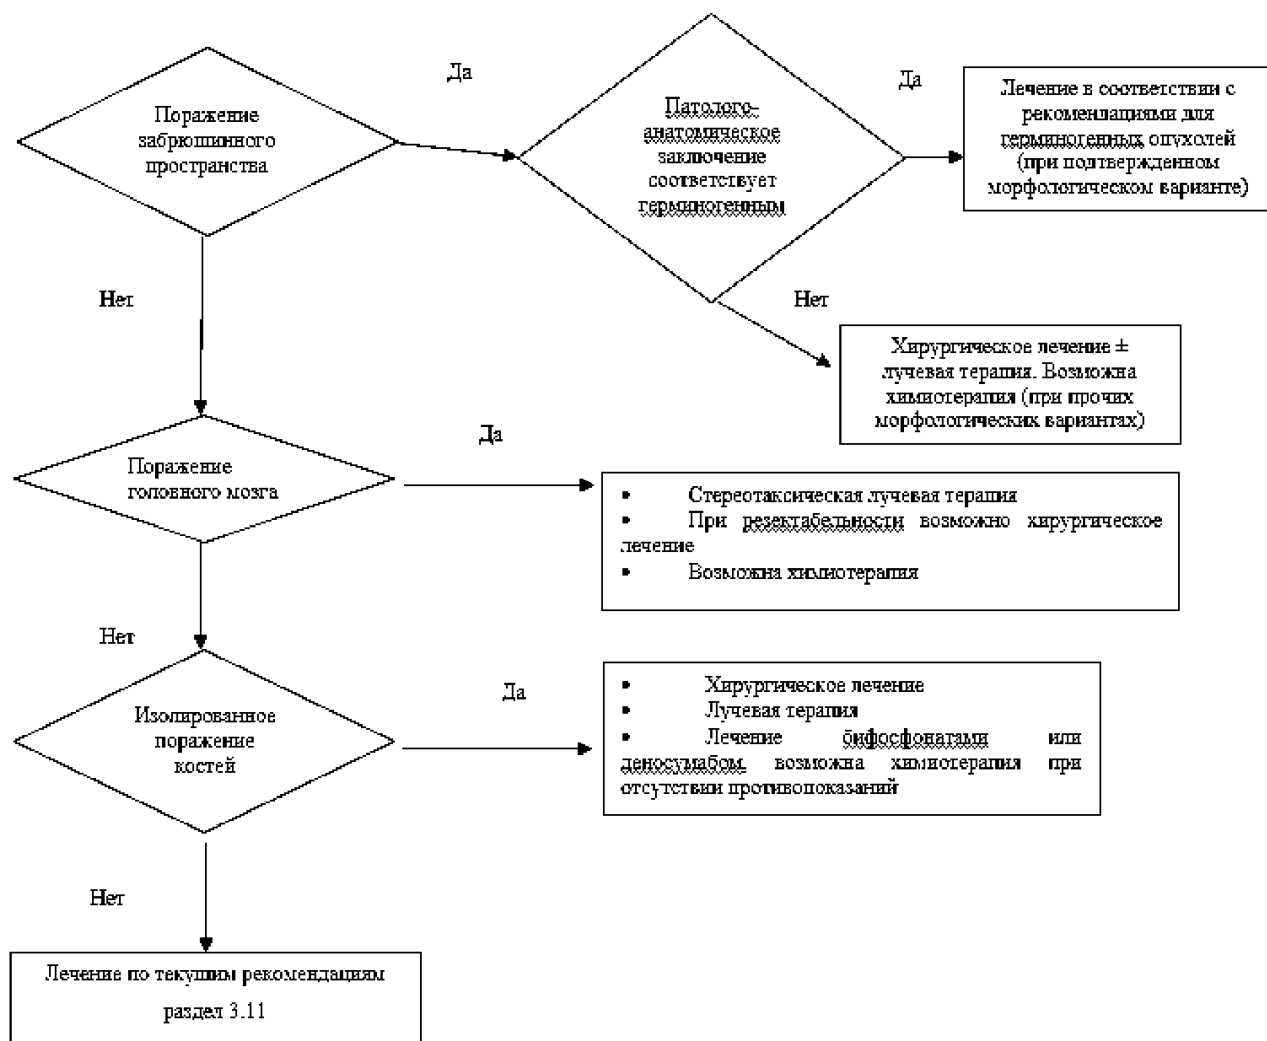 Поражение
забрюшинного
пространства
Да
Патолого-
анатомическое
заключение
соответствует
герминогенным
Да
Лечение в соответствии с
рекомендациями для
герминогенных опухолей
(при подтвержденном
морфологическом варианте)
Нет
Нет
Хирургическое лечение ±
лучевая терапия. Возможна
химиотерапия (при прочих
морфологических вариантах)
Поражение
головного мозга
Да
• Стереотаксическая лучевая терапия
• При резектабельности возможно хирургическое
лечение
• Возможна химиотерапия
Нет
Изолированное
поражение
костей
Да
• Хирургическое лечение
• Лучевая терапия
• Лечение бифосфонатами или
деносумабом, возможна химиотерапия при
отсутствии противопоказаний
Нет
Лечение по текущим рекомендациям
раздел 3.11